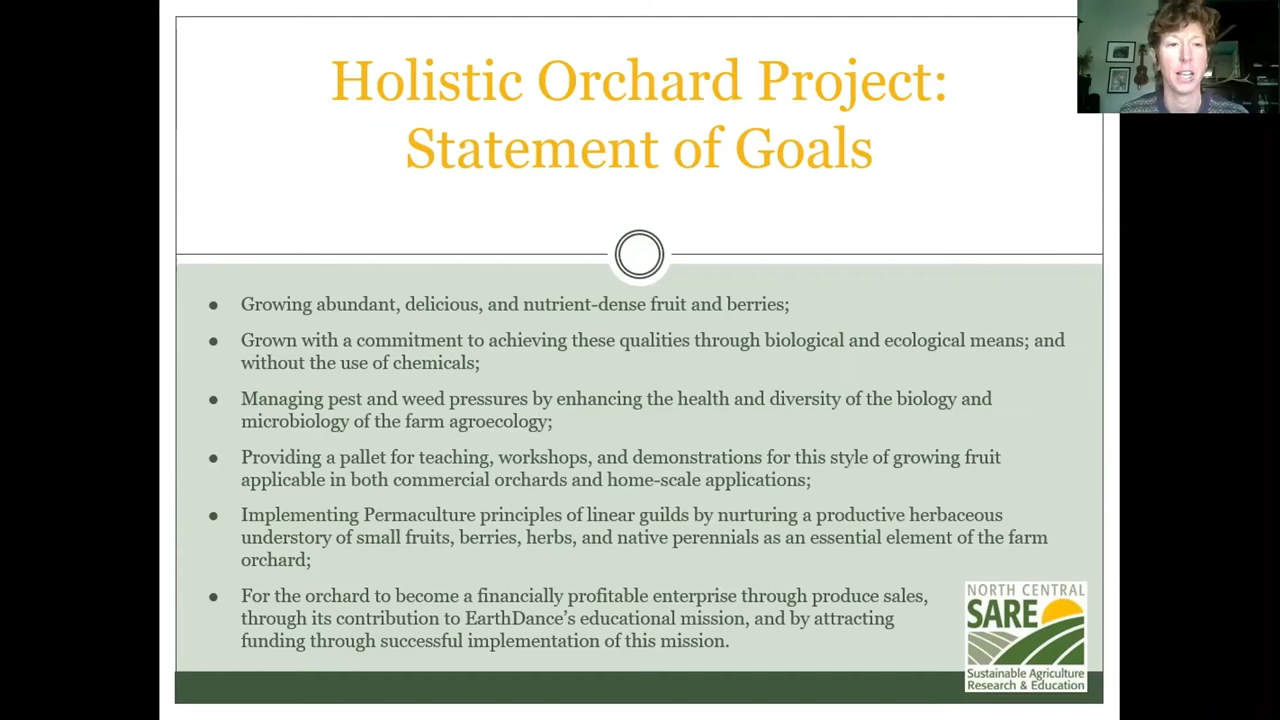 Holistic Orchard Project:
Statement of Goals
● Growing abundant, delicious, and nutrient-dense fruit and berries;
● Grown with a commitment to achieving these qualities through biological and ecological means; and
without the use of chemicals;
● Managing pest and weed pressures by enhancing the health and diversity of the biology and
microbiology of the farm agroecology;
● Providing a pallet for teaching, workshops, and demonstrations for this style of growing fruit
applicable in both commercial orchards and home-scale applications;
● Implementing Permaculture principles of linear guilds by nurturing a productive herbaceous
understory of small fruits, berries, herbs, and native perennials as an essential element of the farm
orchard;
● For the orchard to become a financially profitable enterprise through produce sales,
through its contribution to EarthDance’s educational mission, and by attracting
funding through successful implementation of this mission.
NORTH CENTRAL
SARE
Sustainable Agriculture
Research & Education